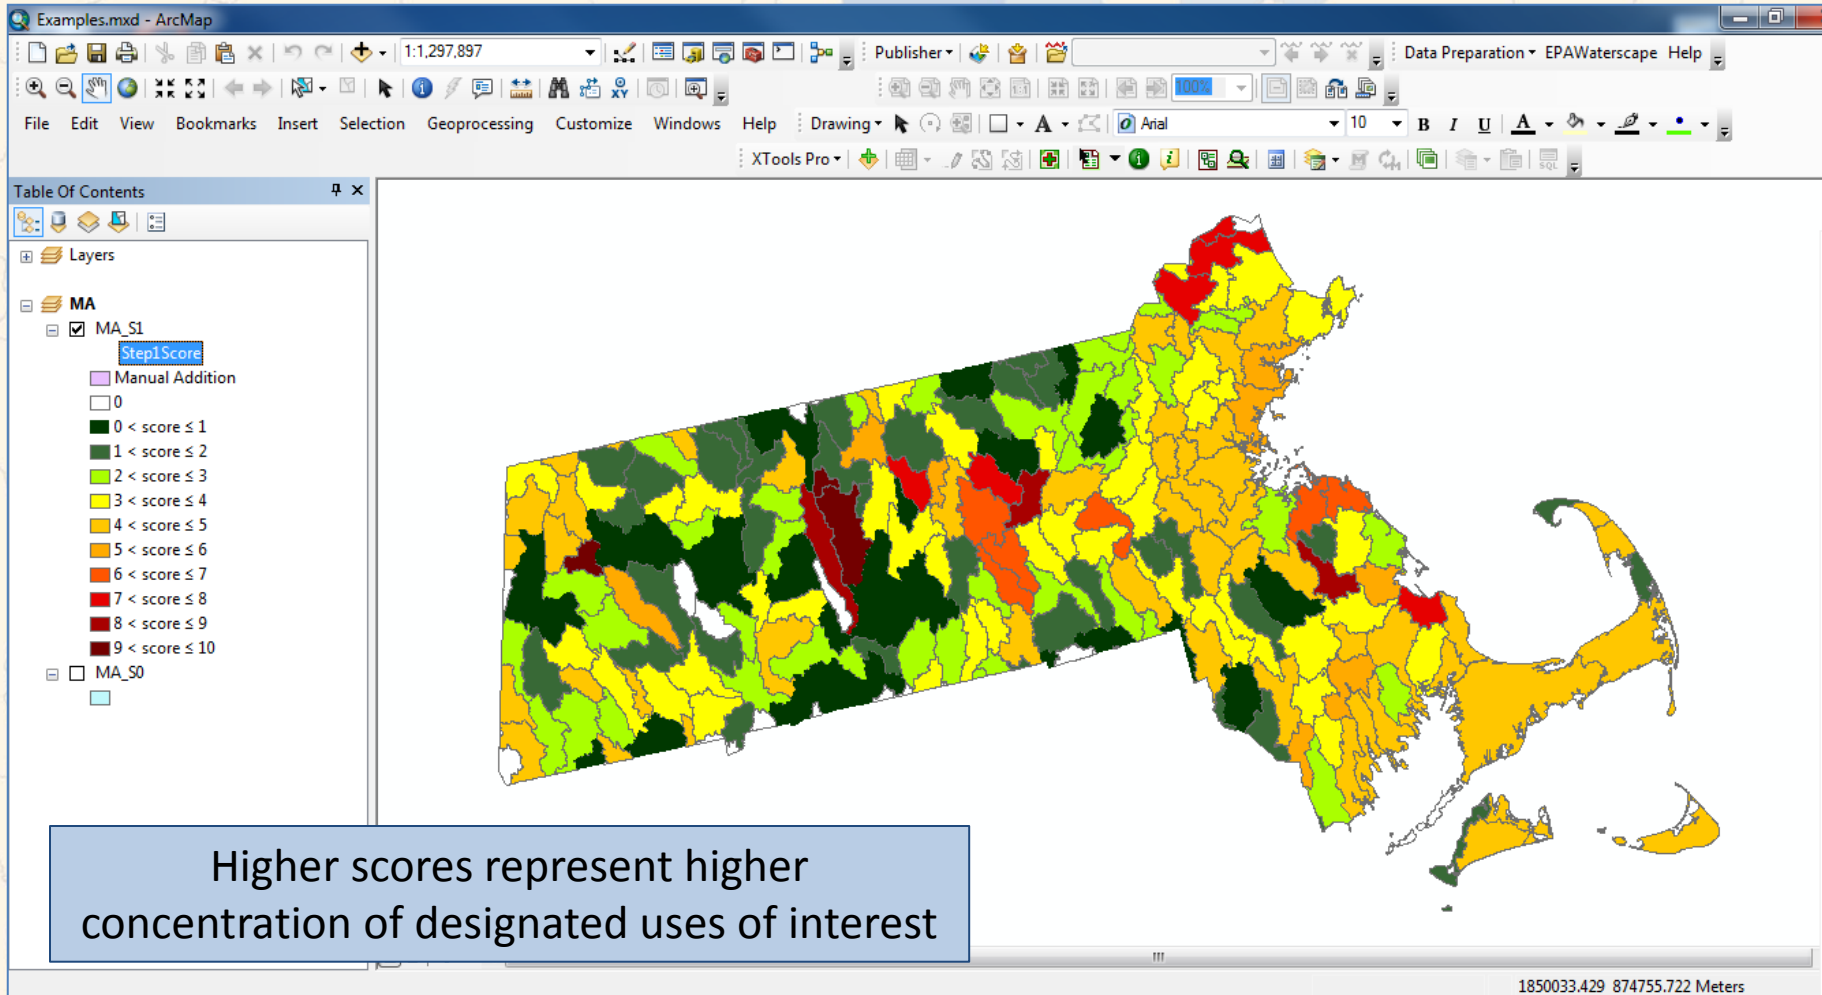 Examples.mxd - ArcMap
1:1,297,897
Publisher
Data Preparation EPAWaterscape Help
100%
File Edit View Bookmarks Insert Selection Geoprocessing Customize Windows Help
Drawing A Arial 10 B I U A
XTools Pro
SQL
Table Of Contents
Layers
MA
MA_S1
Step1Score
Manual Addition
0
0 < score ≤ 1
1 < score ≤ 2
2 < score ≤ 3
3 < score ≤ 4
4 < score ≤ 5
5 < score ≤ 6
6 < score ≤ 7
7 < score ≤ 8
8 < score ≤ 9
9 < score ≤ 10
MA_S0
Higher scores represent higher
concentration of designated uses of interest
1850033.429 874755.722 Meters